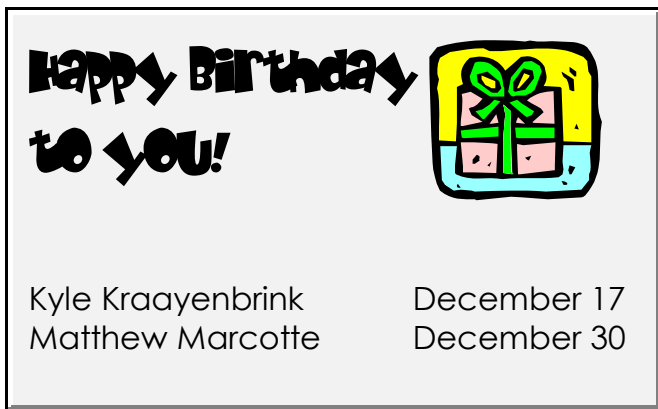 Happy Birthday
to you!
Kyle Kraayenbrink December 17
Matthew Marcotte December 30